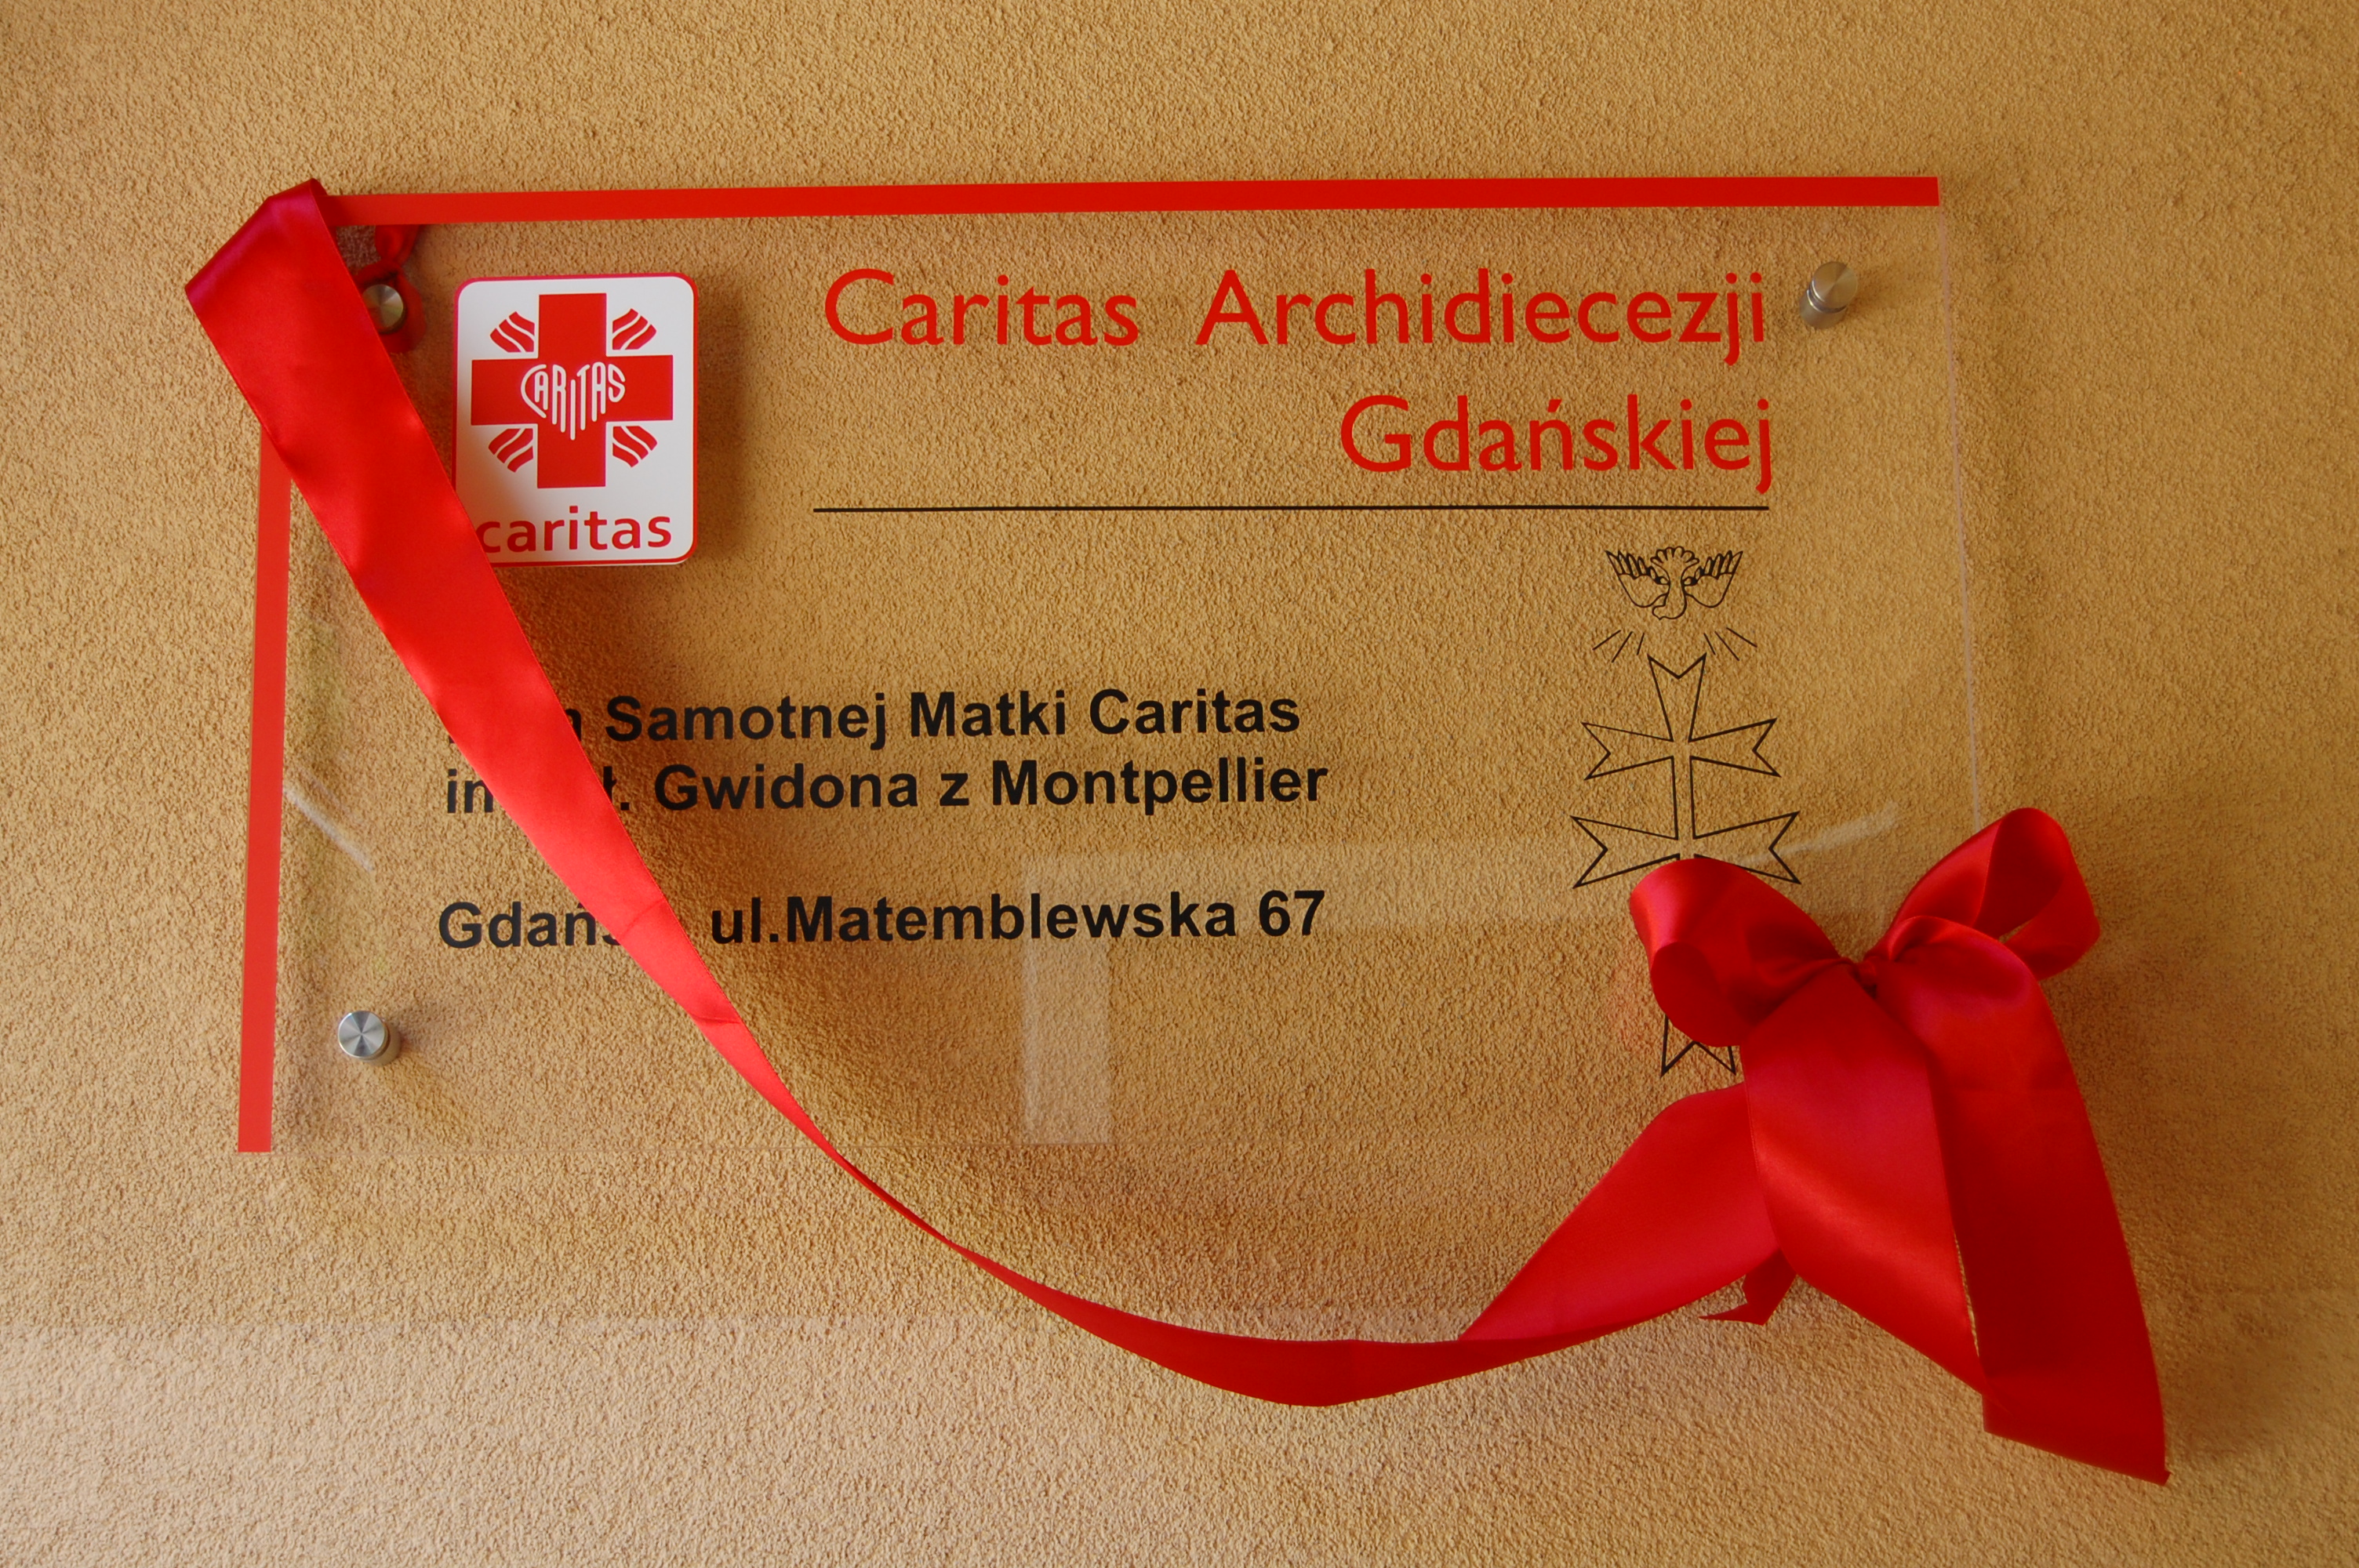 CARITAS
caritas
Caritas Archidiecezji
Gdańskiej
Samotnej Matki Caritas
Gwidona z Montpellier
ul.Matemblewska 67